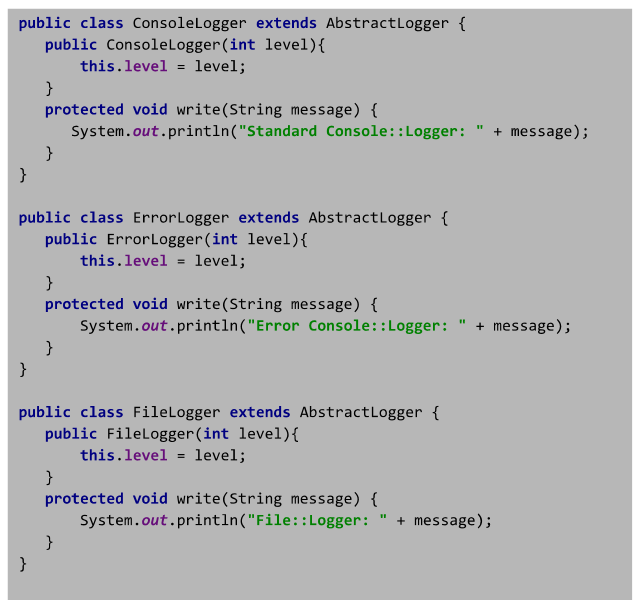 public class ConsoleLogger extends AbstractLogger {
   public ConsoleLogger(int level){
       this.level = level;
   }
   protected void write(String message) {
      System.out.println("Standard Console::Logger: " + message);
   }
}

public class ErrorLogger extends AbstractLogger {
   public ErrorLogger(int level){
       this.level = level;
   }
   protected void write(String message) {
       System.out.println("Error Console::Logger: " + message);
   }
}

public class FileLogger extends AbstractLogger {
   public FileLogger(int level){
       this.level = level;
   }
   protected void write(String message) {
       System.out.println("File::Logger: " + message);
   }
}